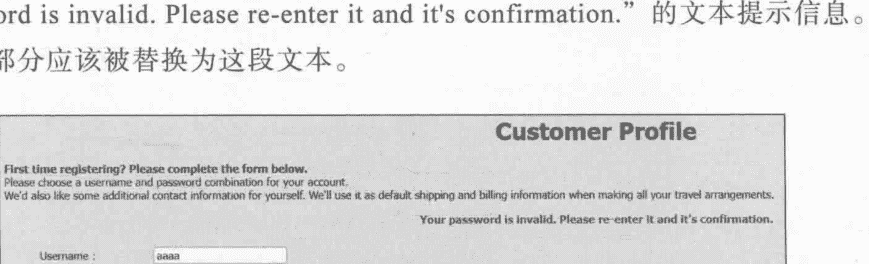 ord is invalid. Please re-enter it and it's confirmation.” 的文本提示信息。
部分应该被替换为这段文本。
Customer Profile
First time registering? Please complete the form below.
Please choose a username and password combination for your account.
We'd also like some additional contact information for yourself. We'll use it as default shipping and billing information when making all your travel arrangements.
Your password is invalid. Please re-enter it and it's confirmation.
Username : aaaa